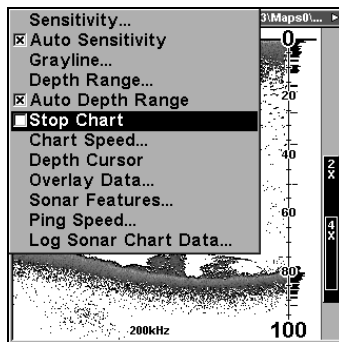 Sensitivity...
3\Maps0\...
Auto Sensitivity
Grayline...
Depth Range...
Auto Depth Range
Stop Chart
Chart Speed...
Depth Cursor
Overlay Data...
Sonar Features...
Ping Speed...
Log Sonar Chart Data...
0
20
40
60
80
100
2X
4X
200kHz